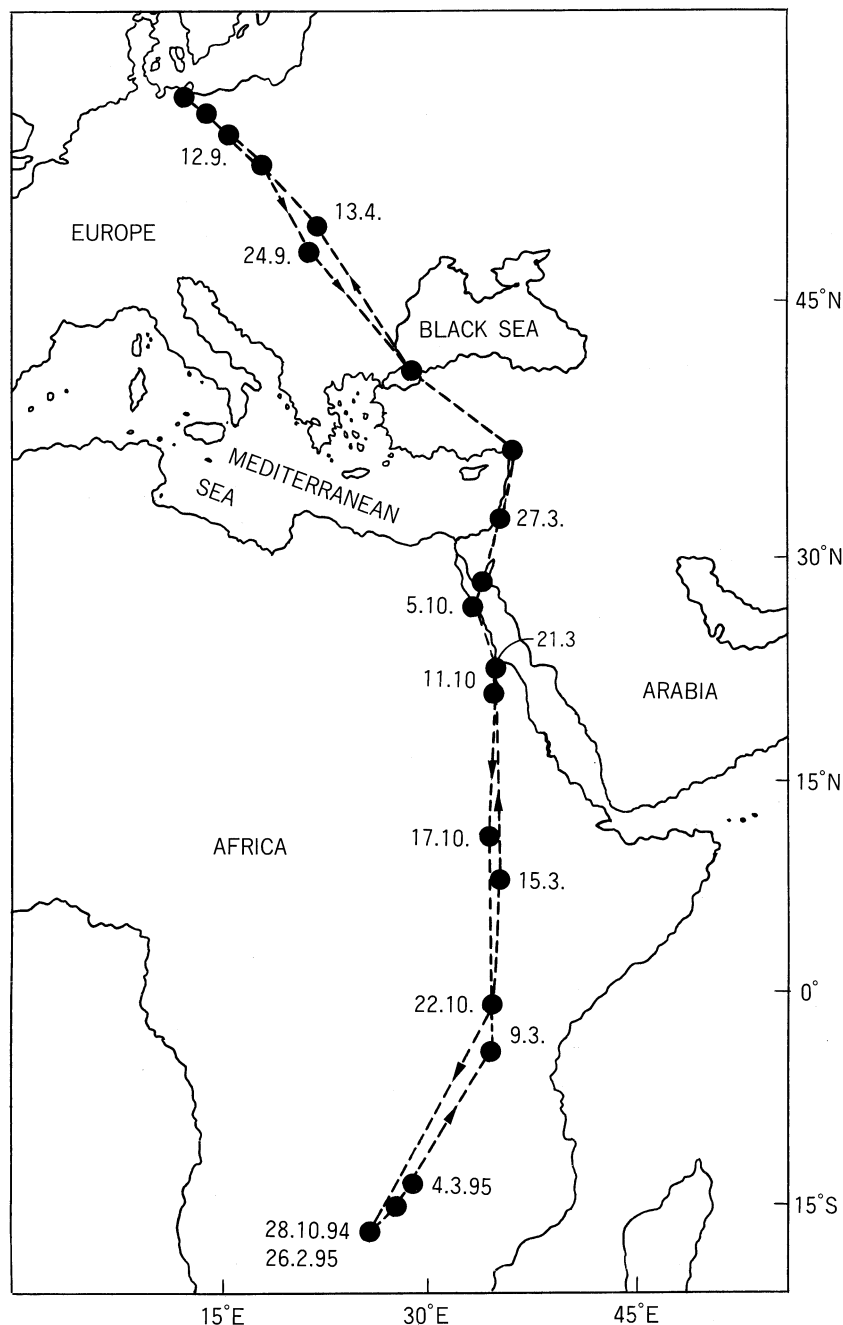 12.9.
13.4.
EUROPE
24.9.
45°N
BLACK SEA
MEDITERRANEAN
SEA
27.3.
30°N
5.10.
21.3
11.10
ARABIA
15°N
17.10.
AFRICA
15.3.
22.10.
0°
9.3.
4.3.95
15°S
28.10.94
26.2.95
15°E
30°E
45°E